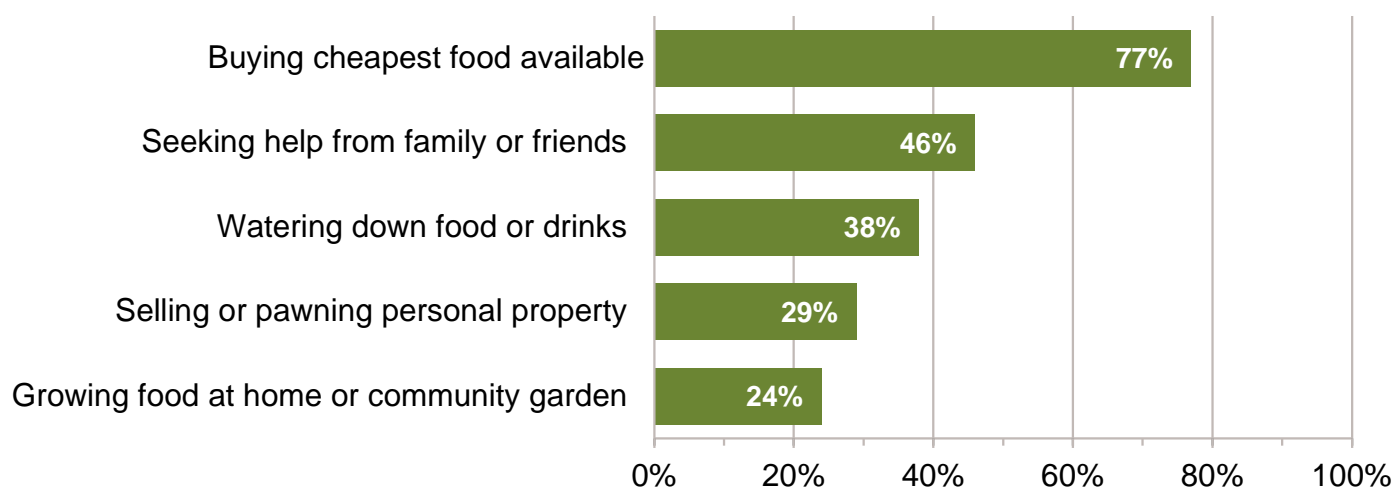 Buying cheapest food available 77%
Seeking help from family or friends 46%
Watering down food or drinks 38%
Selling or pawning personal property 29%
Growing food at home or community garden 24%
0% 20% 40% 60% 80% 100%